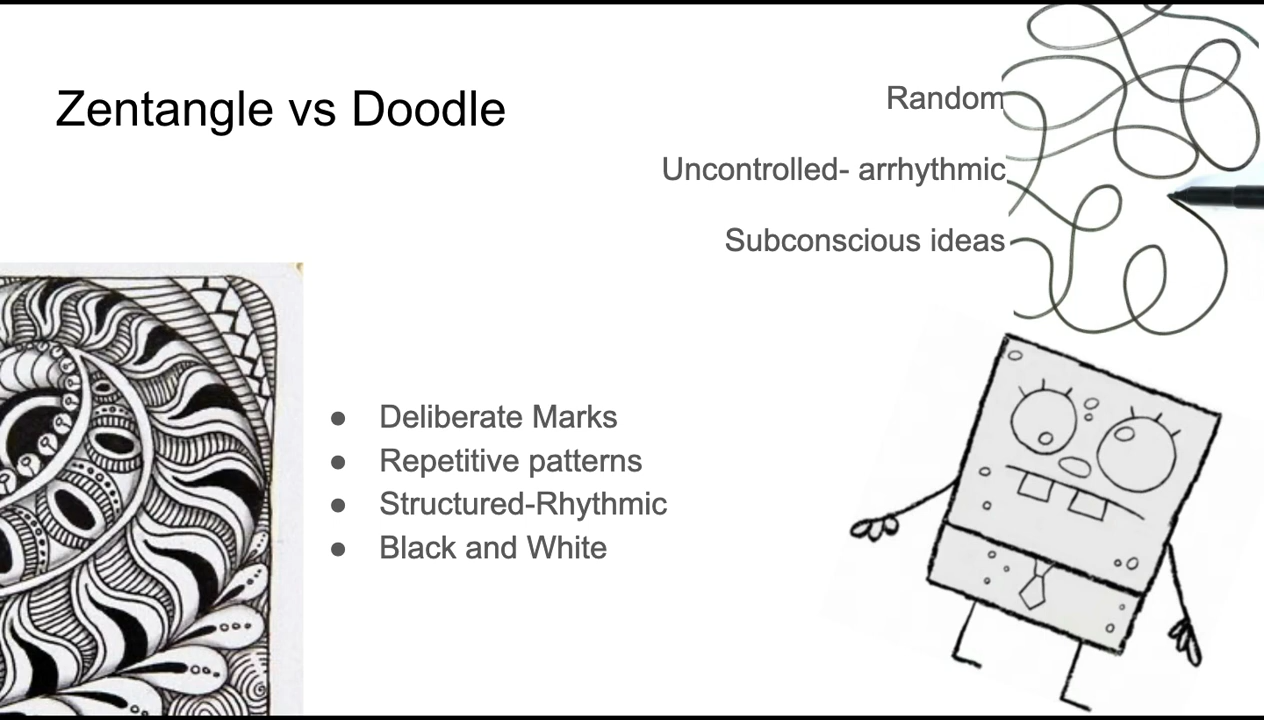 Zentangle vs Doodle
Random
Uncontrolled- arrhythmic
Subconscious ideas
● Deliberate Marks
● Repetitive patterns
● Structured-Rhythmic
● Black and White